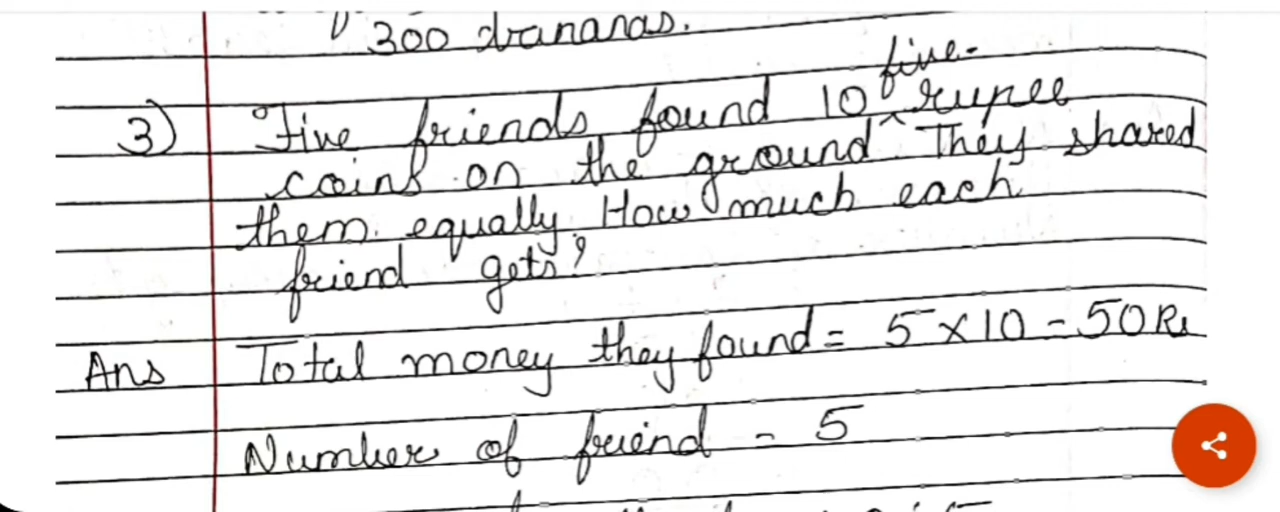 300 bananas.
five-
3) Five friends found 10 ^ rupee
coins on the ground. They shared
them equally. How much each
friend gets?
Ans Total money they found = 5 × 10 = 50 Rs
Number of friend = 5